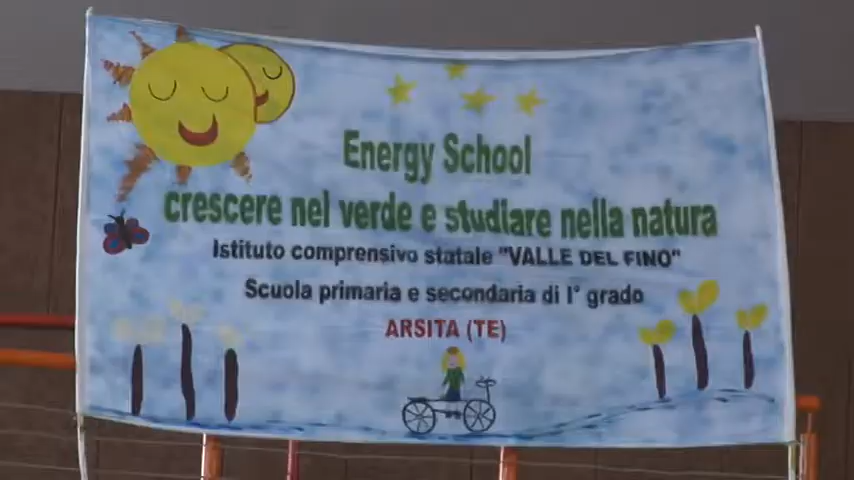 Energy School
crescere nel verde e studiare nella natura
Istituto comprensivo statale "VALLE DEL FINO"
Scuola primaria e secondaria di I° grado
ARSITA (TE)